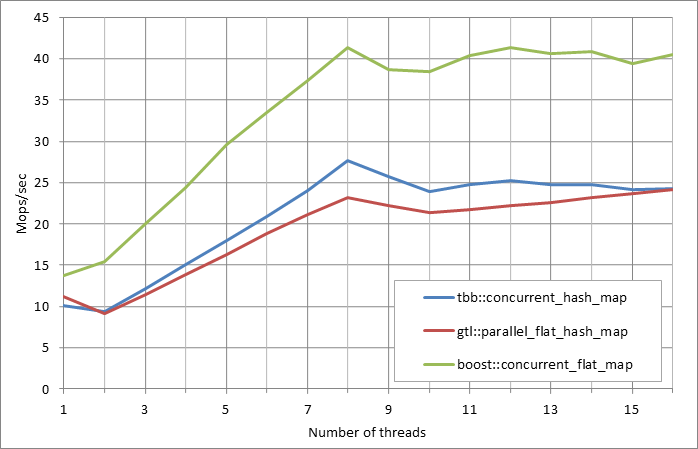 45
40
35
30
25
20
15
10
5
0
Mops/sec
tbb::concurrent_hash_map
gtl::parallel_flat_hash_map
boost::concurrent_flat_map
1 3 5 7 9 11 13 15
Number of threads